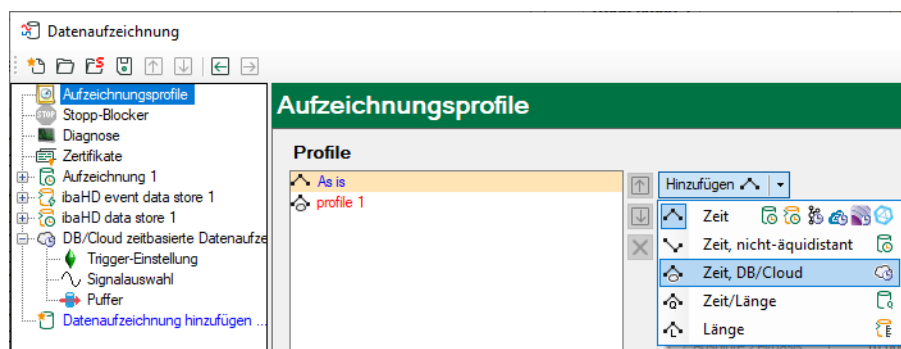 Datenaufzeichnung
Aufzeichnungsprofile
STOP Stopp-Blocker
Diagnose
Zertifikate
Aufzeichnung 1
ibaHD event data store 1
ibaHD data store 1
DB/Cloud zeitbasierte Datenaufze
Trigger-Einstellung
Signalauswahl
Puffer
Datenaufzeichnung hinzufügen ...
Aufzeichnungsprofile
Profile
As is
profile 1
Hinzufügen
Zeit
Zeit, nicht-äquidistant
Zeit, DB/Cloud
Zeit/Länge
Länge